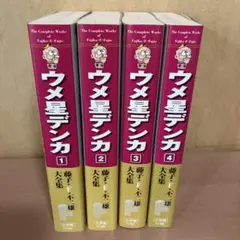 The Complete Works of
Fujiko・F・Fujio
ウメ星デンカ
1
藤子・F・不二雄
大全集
The Complete Works of
Fujiko・F・Fujio
ウメ星デンカ
2
藤子・F・不二雄
大全集
The Complete Works of
Fujiko・F・Fujio
ウメ星デンカ
3
藤子・F・不二雄
大全集
The Complete Works of
Fujiko・F・Fujio
ウメ星デンカ
4
藤子・F・不二雄
大全集